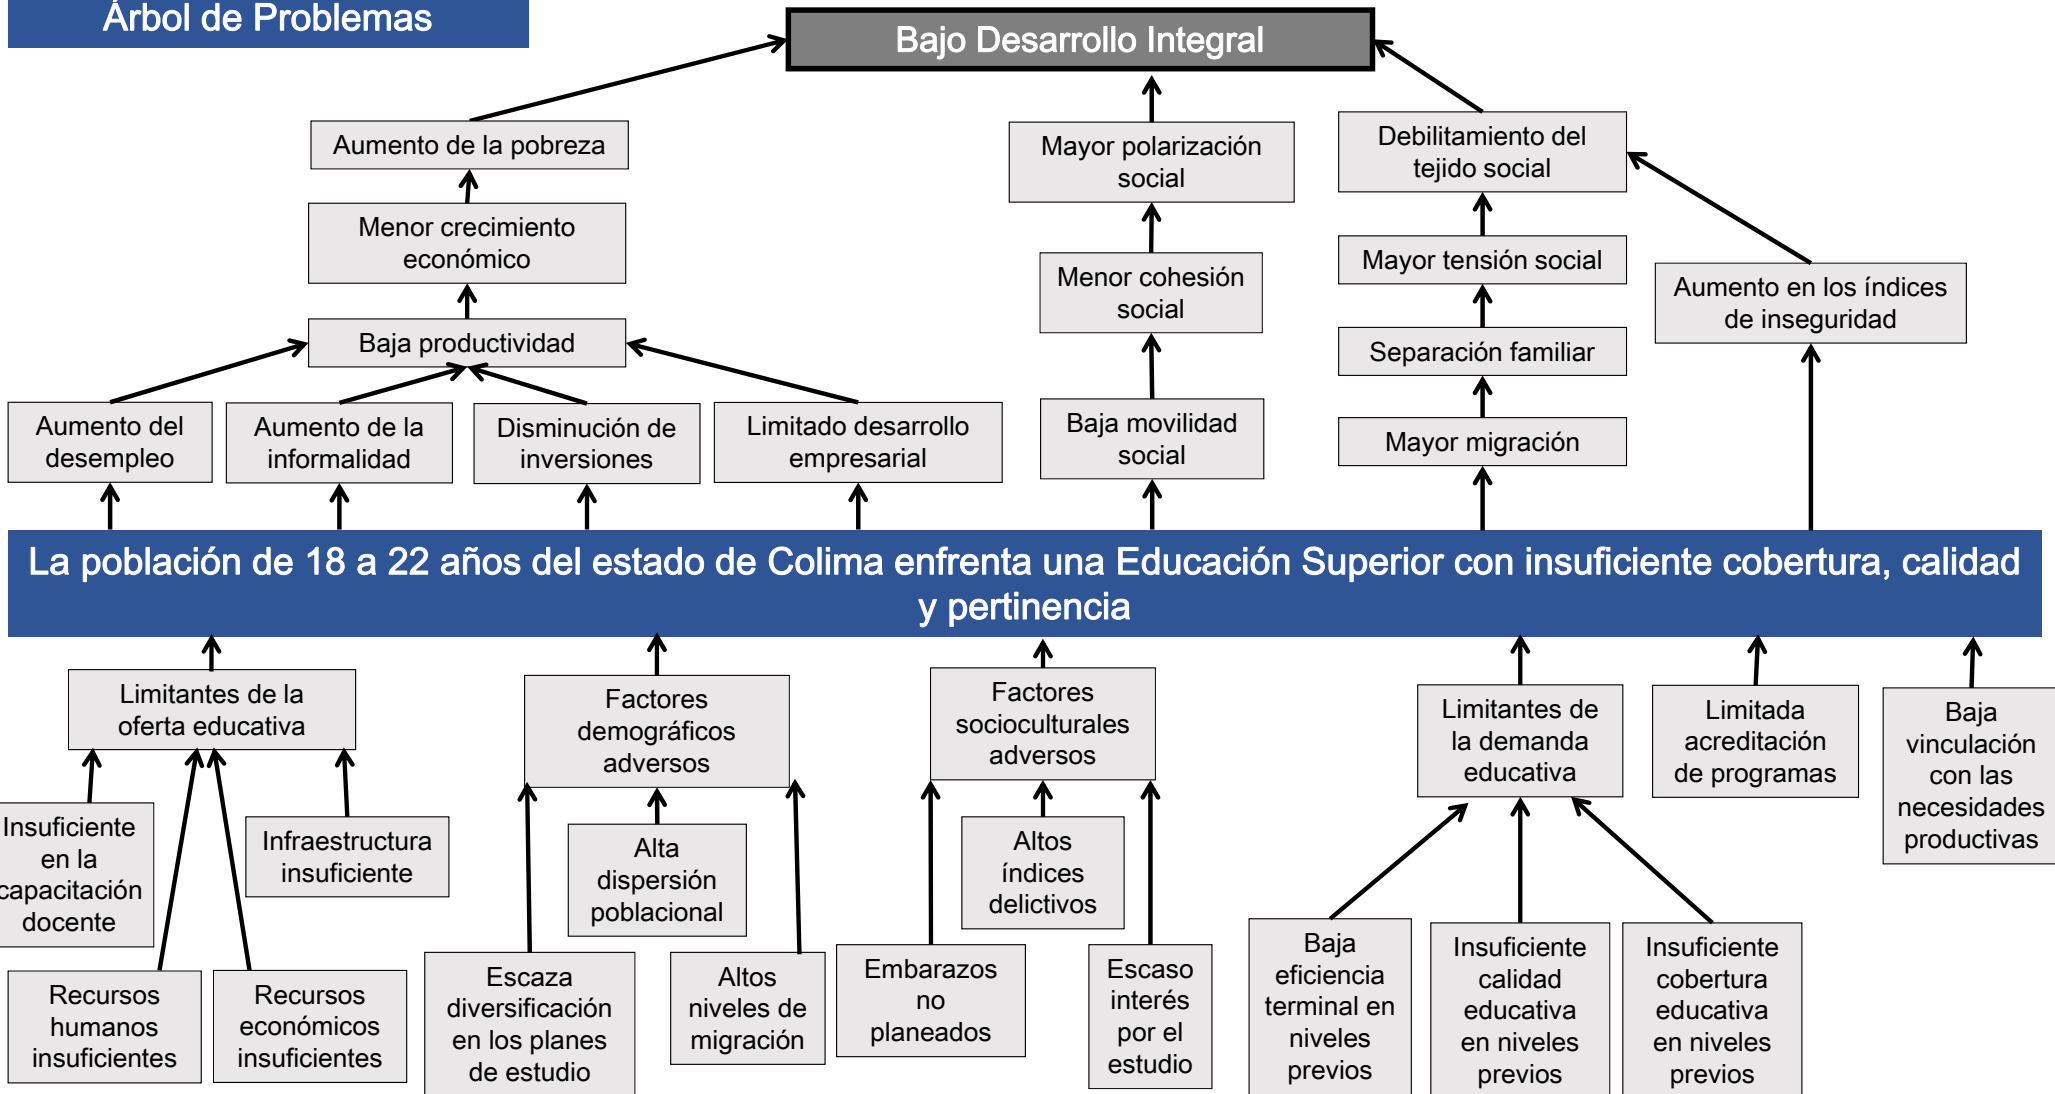 Árbol de Problemas
Bajo Desarrollo Integral
Aumento de la pobreza
Mayor polarización
social
Debilitamiento del
tejido social
Menor crecimiento
económico
Menor cohesión
social
Mayor tensión social
Aumento en los índices
de inseguridad
Baja productividad
Separación familiar
Aumento del
desempleo
Aumento de la
informalidad
Disminución de
inversiones
Limitado desarrollo
empresarial
Baja movilidad
social
Mayor migración
La población de 18 a 22 años del estado de Colima enfrenta una Educación Superior con insuficiente cobertura, calidad
y pertinencia
Limitantes de la
oferta educativa
Factores
demográficos
adversos
Factores
socioculturales
adversos
Limitantes de
la demanda
educativa
Limitada
acreditación
de programas
Baja
vinculación
con las
necesidades
productivas
Insuficiente
en la
capacitación
docente
Infraestructura
insuficiente
Alta
dispersión
poblacional
Altos
índices
delictivos
Recursos
humanos
insuficientes
Recursos
económicos
insuficientes
Escaza
diversificación
en los planes
de estudio
Altos
niveles de
migración
Embarazos
no
planeados
Escaso
interés
por el
estudio
Baja
eficiencia
terminal en
niveles
previos
Insuficiente
calidad
educativa
en niveles
previos
Insuficiente
cobertura
educativa
en niveles
previos